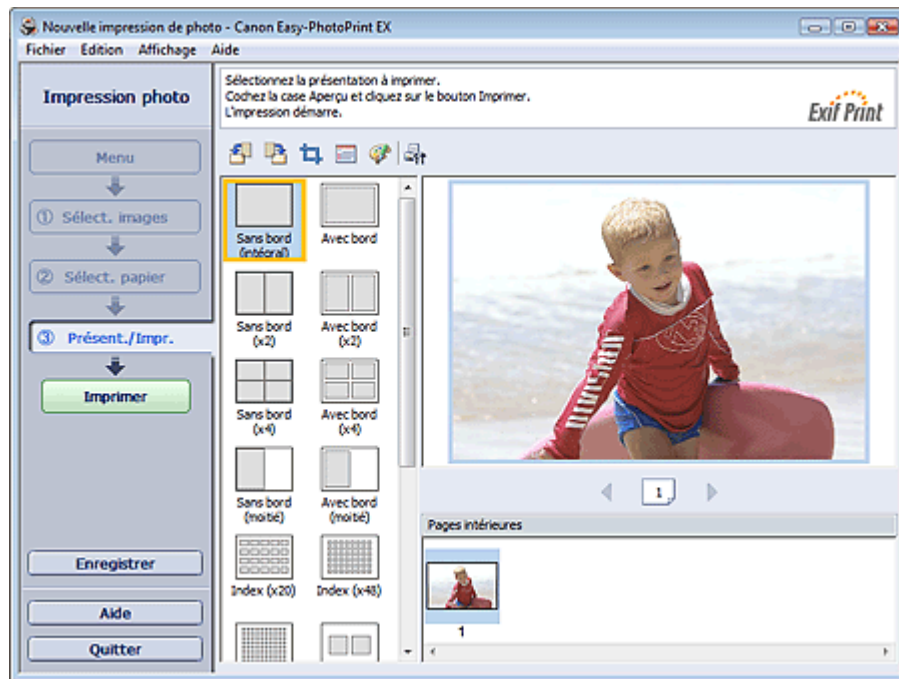 Nouvelle impression de photo - Canon Easy-PhotoPrint EX
Fichier Edition Affichage Aide
Impression photo
Sélectionnez la présentation à imprimer.
Cochez la case Aperçu et cliquez sur le bouton Imprimer.
L'impression démarre.
Exif Print
Menu
① Sélect. images
② Sélect. papier
③ Présent./Impr.
Imprimer
Enregistrer
Aide
Quitter
Sans bord
(intégral)
Avec bord
Sans bord
(x2)
Avec bord
(x2)
Sans bord
(x4)
Avec bord
(x4)
Sans bord
(moitié)
Avec bord
(moitié)
Index (x20)
Index (x48)
1
Pages intérieures
1